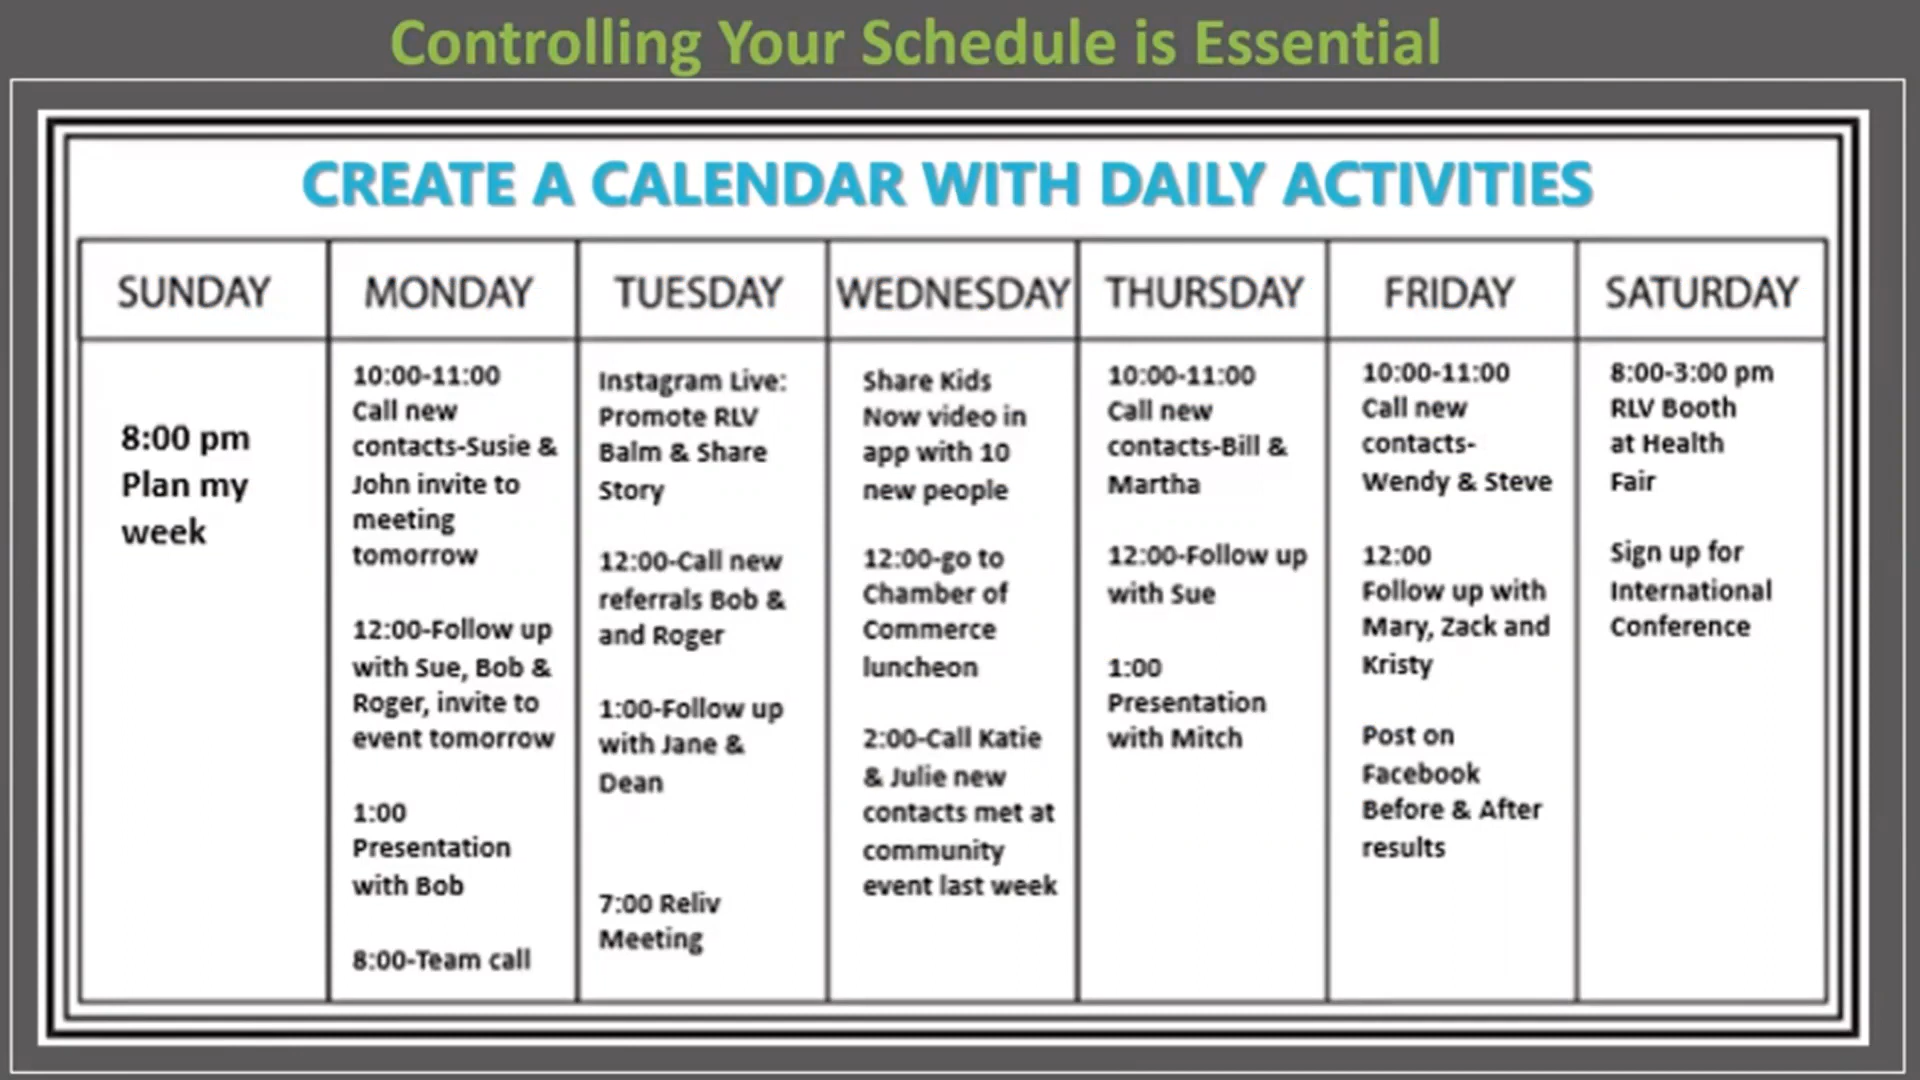 Controlling Your Schedule is Essential
CREATE A CALENDAR WITH DAILY ACTIVITIES
SUNDAY
8:00 pm
Plan my
week
MONDAY
10:00-11:00
Call new
contacts-Susie &
John invite to
meeting
tomorrow
12:00-Follow up
with Sue, Bob &
Roger, invite to
event tomorrow
1:00
Presentation
with Bob
8:00-Team call
TUESDAY
Instagram Live:
Promote RLV
Balm & Share
Story
12:00-Call new
referrals Bob &
and Roger
1:00-Follow up
with Jane &
Dean
7:00 Reliv
Meeting
WEDNESDAY
Share Kids
Now video in
app with 10
new people
12:00-go to
Chamber of
Commerce
luncheon
2:00-Call Katie
& Julie new
contacts met at
community
event last week
THURSDAY
10:00-11:00
Call new
contacts-Bill &
Martha
12:00-Follow up
with Sue
1:00
Presentation
with Mitch
FRIDAY
10:00-11:00
Call new
contacts-
Wendy & Steve
12:00
Follow up with
Mary, Zack and
Kristy
Post on
Facebook
Before & After
results
SATURDAY
8:00-3:00 pm
RLV Booth
at Health
Fair
Sign up for
International
Conference